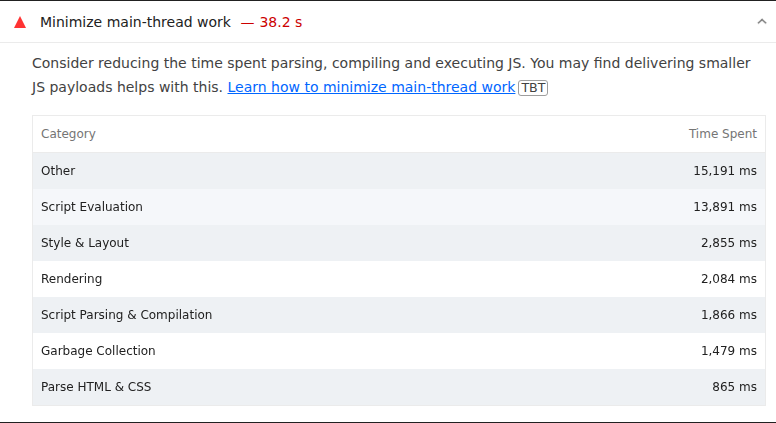 Minimize main-thread work — 38.2 s
Consider reducing the time spent parsing, compiling and executing JS. You may find delivering smaller
JS payloads helps with this. Learn how to minimize main-thread work TBT
Category Time Spent
Other 15,191 ms
Script Evaluation 13,891 ms
Style & Layout 2,855 ms
Rendering 2,084 ms
Script Parsing & Compilation 1,866 ms
Garbage Collection 1,479 ms
Parse HTML & CSS 865 ms